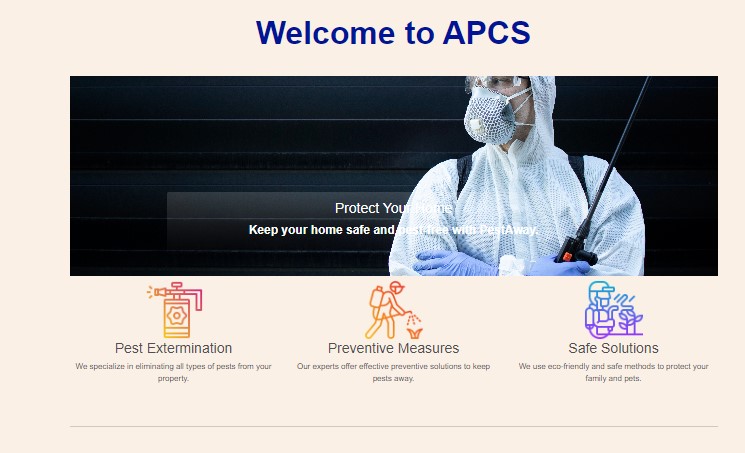 Welcome to APCS
Protect Your Home
Keep your home safe and pest-free with PestAway.
Pest Extermination
Preventive Measures
Safe Solutions
We specialize in eliminating all types of pests from your
property.
Our experts offer effective preventive solutions to keep
pests away.
We use eco-friendly and safe methods to protect your
family and pets.